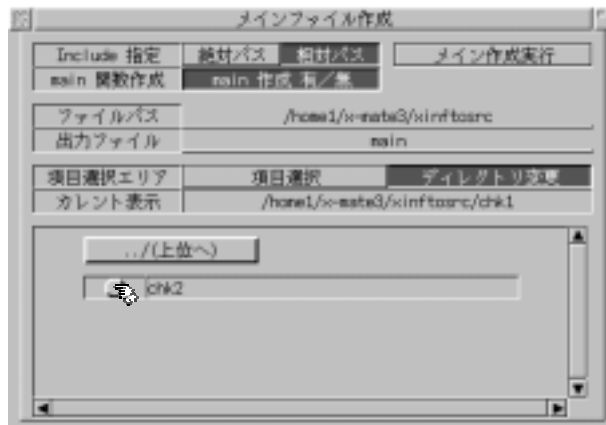 メインファイル作成
Include 指定 絶対パス 相対パス メイン作成実行
main 関数作成 main 作成 有／無
ファイルパス /home1/x-mate3/xinftosrc
出力ファイル main
項目選択エリア 項目選択 ディレクトリ変更
カレント表示 /home1/x-mate3/xinftosrc/chk1
../(上位へ)
chk2